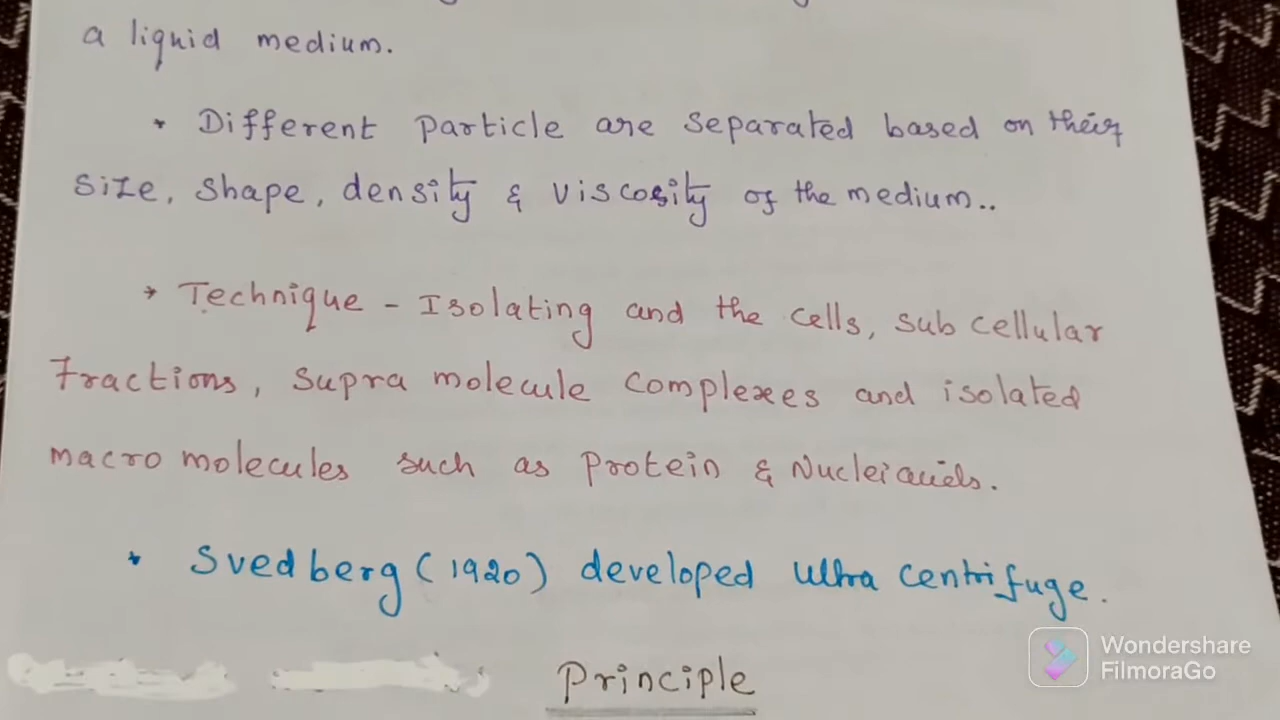 a liquid medium.
* Different particle are separated based on their
size, shape, density & viscosity of the medium..
* Technique - Isolating and the cells, sub cellular
fractions, supra molecule complexes and isolated
macro molecules such as protein & Nucleiacids.
* Svedberg (1920) developed ultra centrifuge.
Principle
Wondershare
FilmoraGo